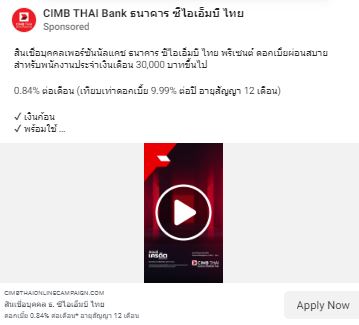 CIMB THAI Bank ธนาคาร ซีไอเอ็มบี ไทย
Sponsored
สินเชื่อบุคคลเพอร์ซันนัลแคช ธนาคาร ซีไอเอ็มบี ไทย พรีเซนต์ ดอกเบี้ยผ่อนสบาย
สำหรับพนักงานประจำเงินเดือน 30,000 บาทขึ้นไป
0.84% ต่อเดือน (เทียบเท่าดอกเบี้ย 9.99% ต่อปี อายุสัญญา 12 เดือน)
✓ เงินก้อน
✓ พร้อมใช้ ...
CIMB THAI
CIMBTHAIONLINECAMPAIGN.COM
สินเชื่อบุคคล ธ. ซีไอเอ็มบี ไทย
ดอกเบี้ย 0.84% ต่อเดือน* อายุสัญญา 12 เดือน
Apply Now